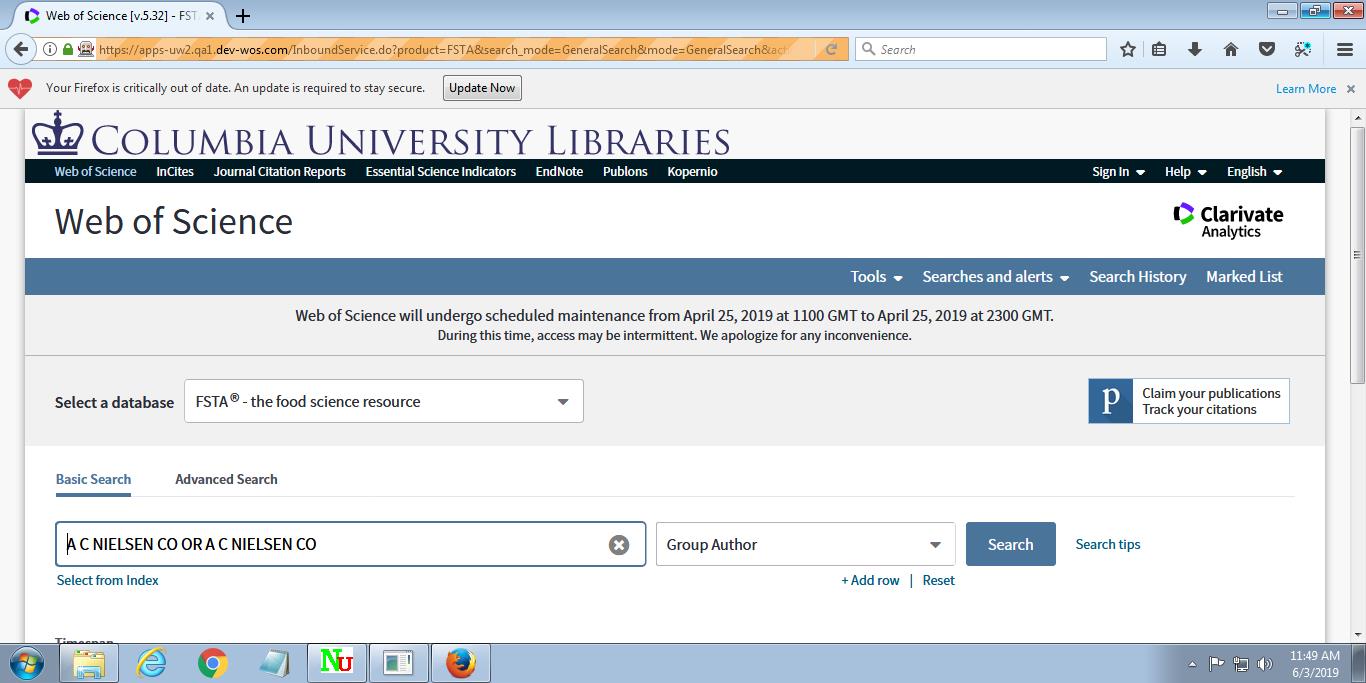 Web of Science [v.5.32] - FST
https://apps-uw2.qa1.dev-wos.com/InboundService.do?product=FSTA&search_mode=GeneralSearch&mode=GeneralSearch&act
Search
Your Firefox is critically out of date. An update is required to stay secure.
Update Now
Learn More
COLUMBIA UNIVERSITY LIBRARIES
Web of Science InCites Journal Citation Reports Essential Science Indicators EndNote Publons Kopernio Sign In Help English
Web of Science
Clarivate
Analytics
Tools Searches and alerts Search History Marked List
Web of Science will undergo scheduled maintenance from April 25, 2019 at 1100 GMT to April 25, 2019 at 2300 GMT.
During this time, access may be intermittent. We apologize for any inconvenience.
Select a database FSTA® - the food science resource
p Claim your publications
Track your citations
Basic Search Advanced Search
A C NIELSEN CO OR A C NIELSEN CO Group Author Search Search tips
Select from Index + Add row | Reset
Timespan
Nu
11:49 AM
6/3/2019